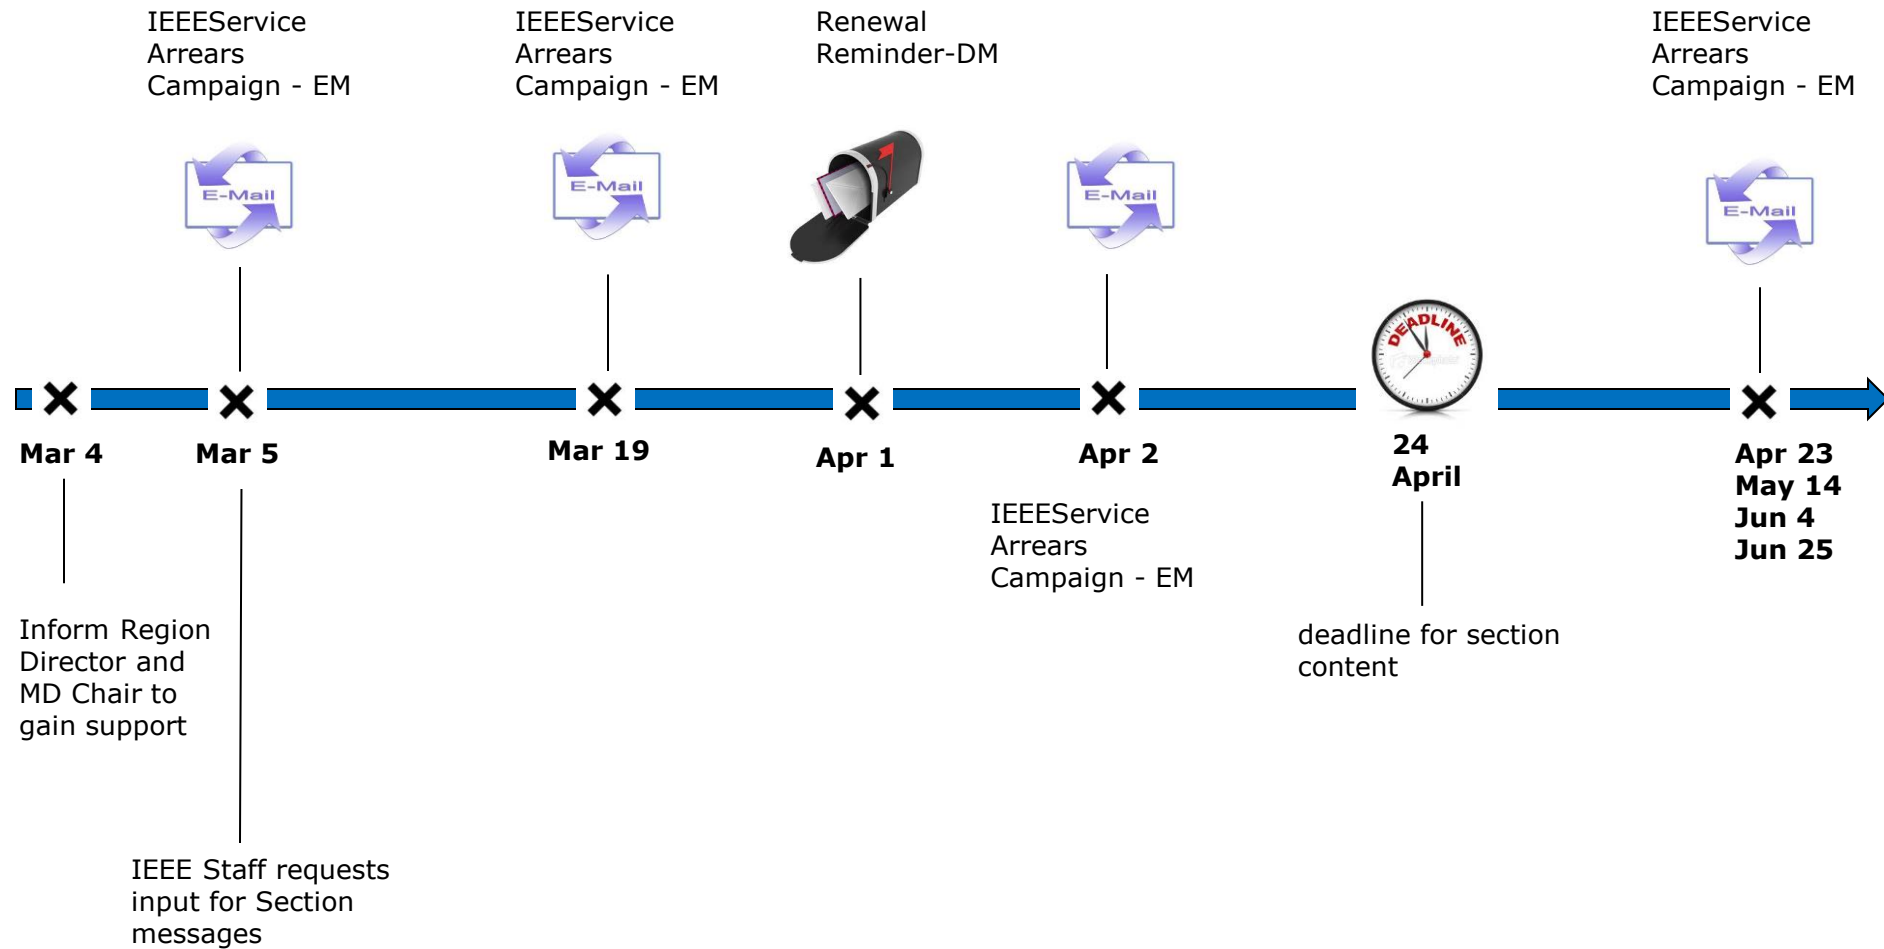 IEEEService
Arrears
Campaign - EM
IEEEService
Arrears
Campaign - EM
Renewal
Reminder-DM
IEEEService
Arrears
Campaign - EM
E-Mail
E-Mail
E-Mail
E-Mail
DEADLINE
Mar 4
Mar 5
Mar 19
Apr 1
Apr 2
24
April
Apr 23
May 14
Jun 4
Jun 25
IEEEService
Arrears
Campaign - EM
Inform Region
Director and
MD Chair to
gain support
deadline for section
content
IEEE Staff requests
input for Section
messages